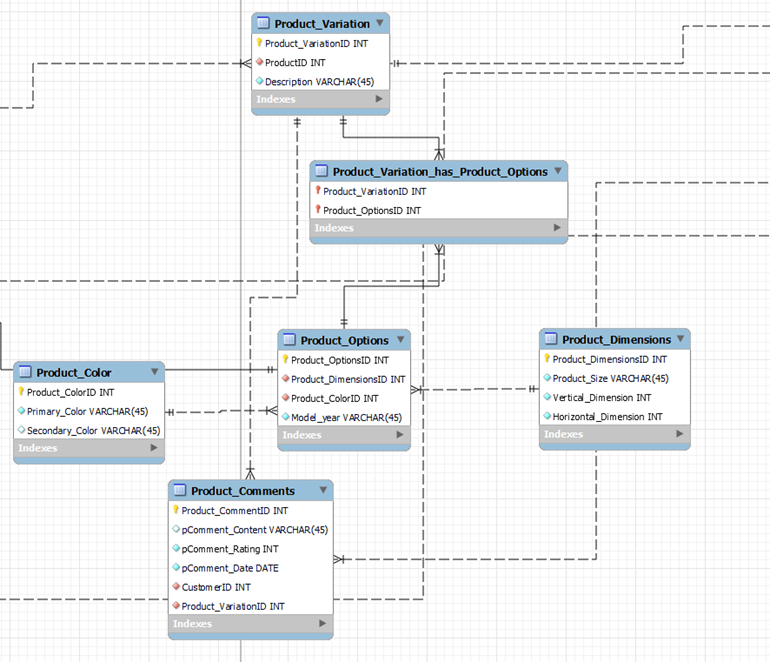 Product_Variation
Product_VariationID INT
ProductID INT
Description VARCHAR(45)
Indexes
Product_Variation_has_Product_Options
Product_VariationID INT
Product_OptionsID INT
Indexes
Product_Options
Product_OptionsID INT
Product_DimensionsID INT
Product_ColorID INT
Model_year VARCHAR(45)
Indexes
Product_Dimensions
Product_DimensionsID INT
Product_Size VARCHAR(45)
Vertical_Dimension INT
Horizontal_Dimension INT
Indexes
Product_Color
Product_ColorID INT
Primary_Color VARCHAR(45)
Secondary_Color VARCHAR(45)
Indexes
Product_Comments
Product_CommentID INT
pComment_Content VARCHAR(45)
pComment_Rating INT
pComment_Date DATE
CustomerID INT
Product_VariationID INT
Indexes